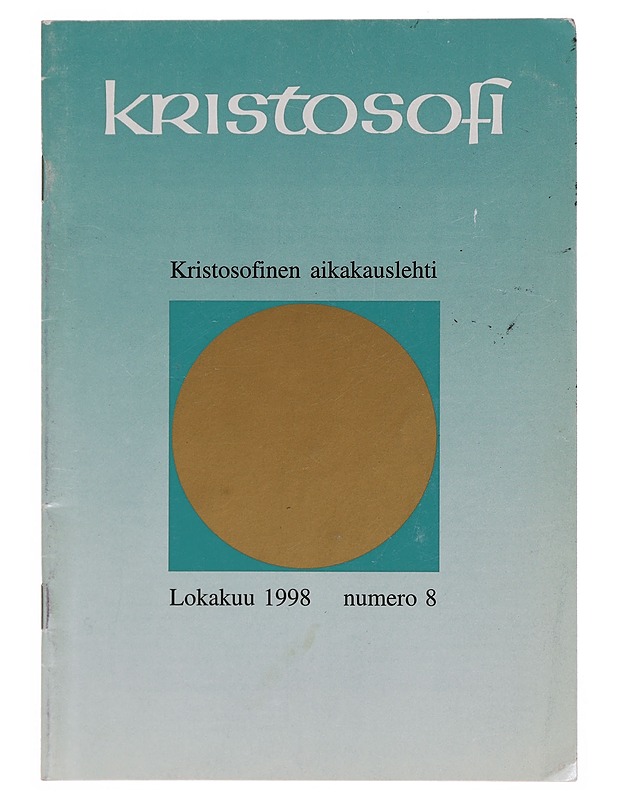 Kristosofi
Kristosofinen aikakauslehti
Lokakuu 1998 numero 8